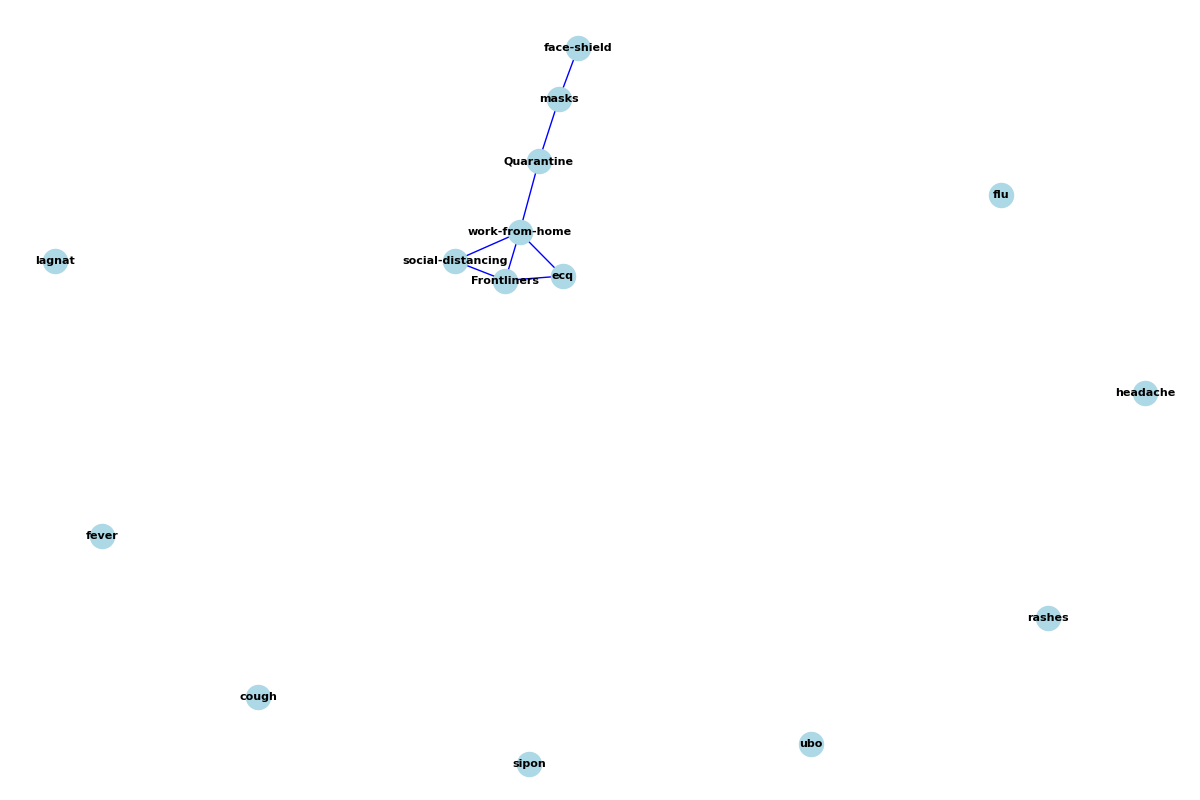 face-shield
masks
Quarantine
flu
work-from-home
lagnat
social-distancing
ecq
Frontliners
headache
fever
rashes
cough
ubo
sipon